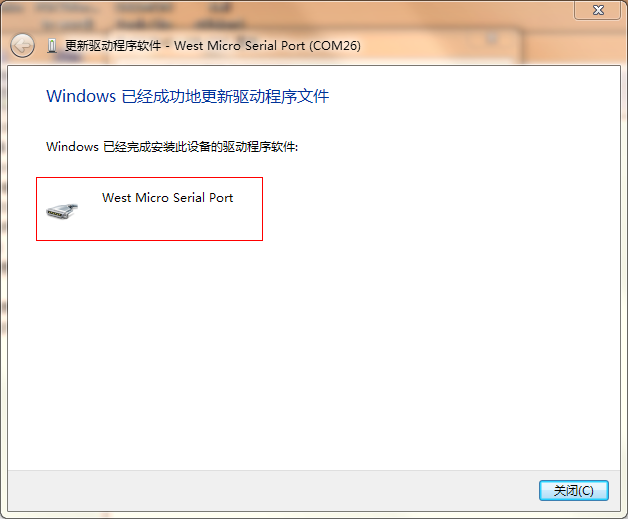 更新驱动程序软件 - West Micro Serial Port (COM26)
Windows 已经成功地更新驱动程序文件
Windows 已经完成安装此设备的驱动程序软件:
West Micro Serial Port
关闭(C)